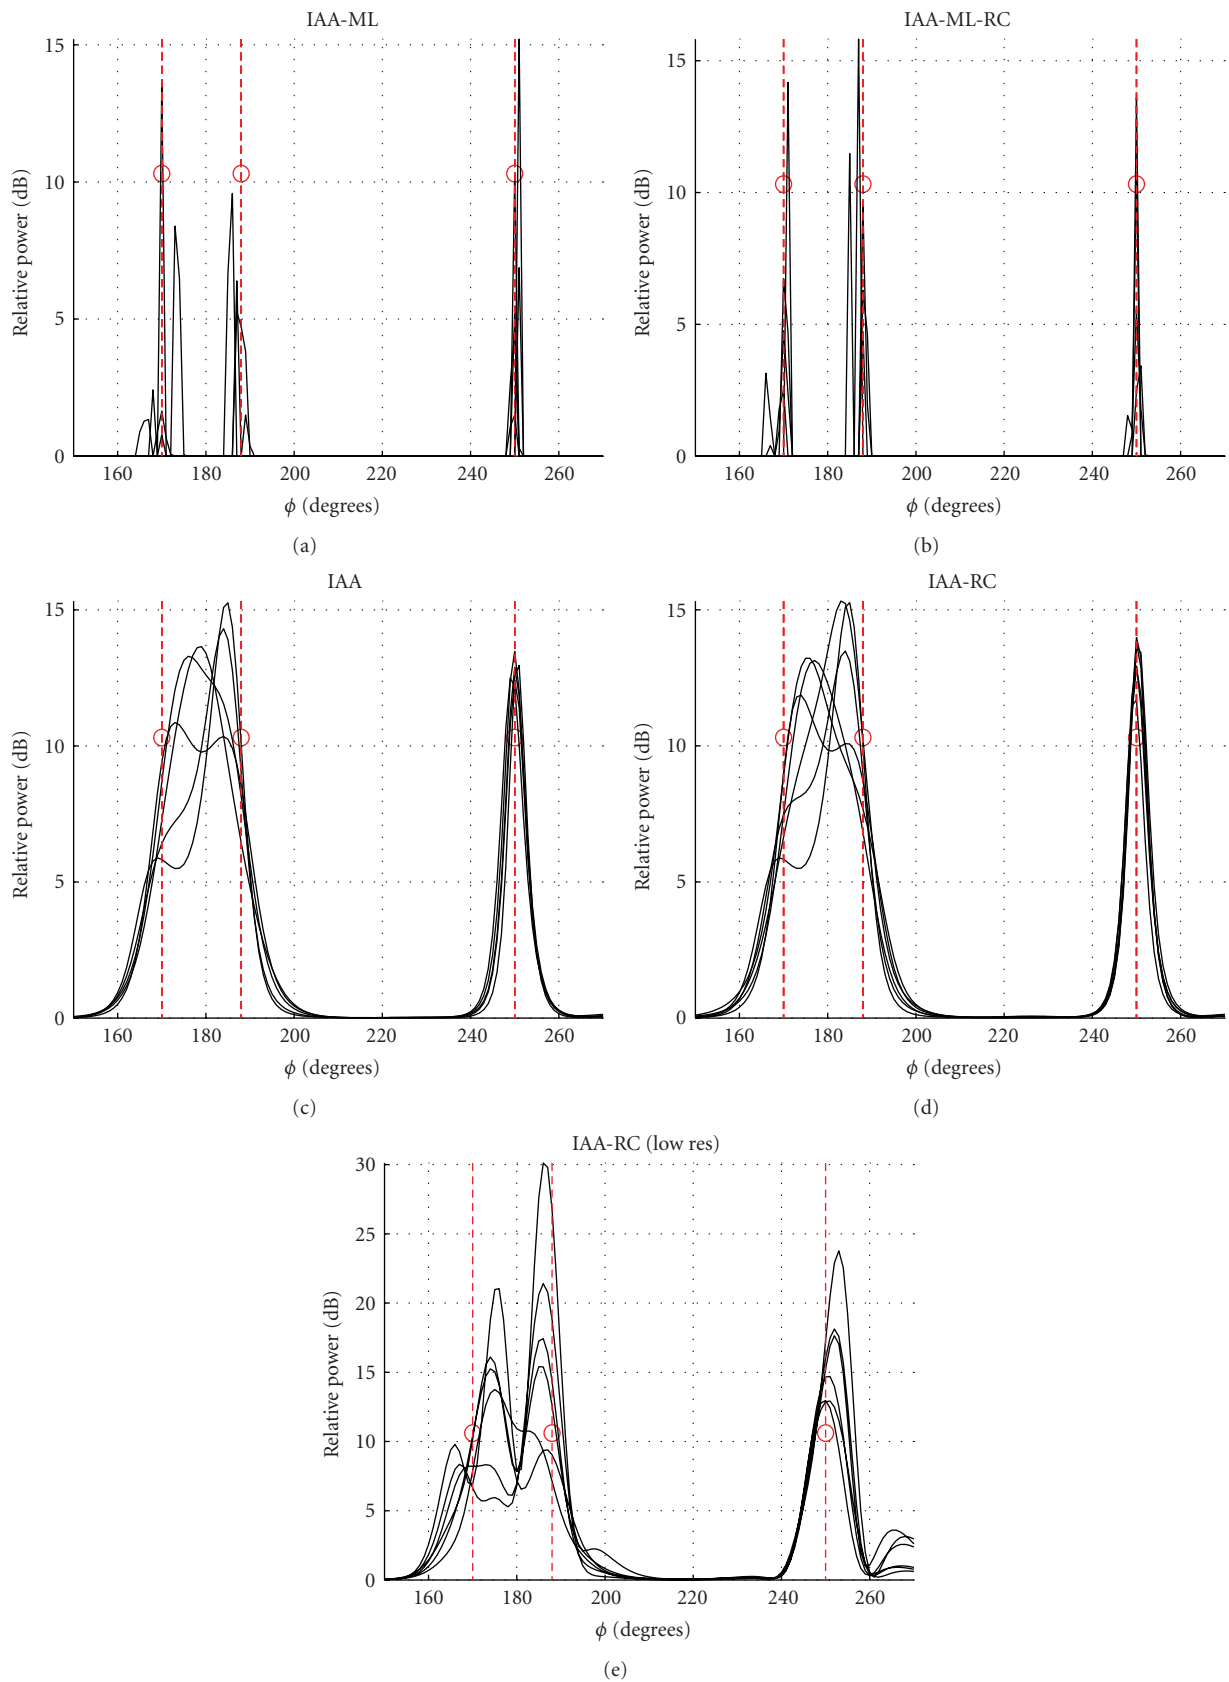 IAA-ML
Relative power (dB)
15
10
5
0
160 180 200 220 240 260
ϕ (degrees)
(a)
IAA-ML-RC
Relative power (dB)
15
10
5
0
160 180 200 220 240 260
ϕ (degrees)
(b)
IAA
Relative power (dB)
15
10
5
0
160 180 200 220 240 260
ϕ (degrees)
(c)
IAA-RC
Relative power (dB)
15
10
5
0
160 180 200 220 240 260
ϕ (degrees)
(d)
IAA-RC (low res)
Relative power (dB)
30
25
20
15
10
5
0
160 180 200 220 240 260
ϕ (degrees)
(e)